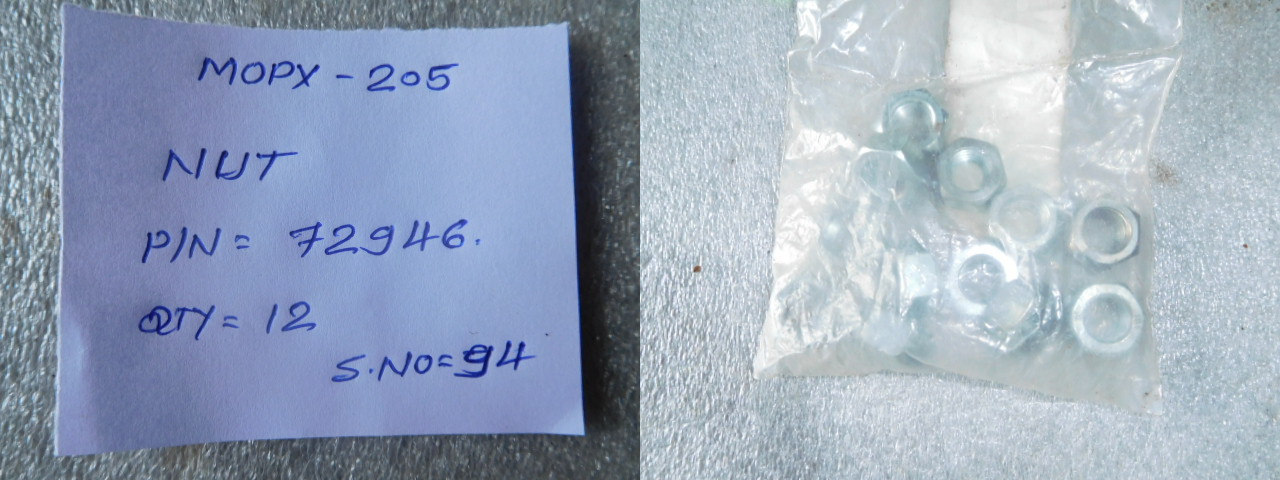 MOPX - 205
NUT
P/N = 72946.
QTY = 12
S.NO = 94